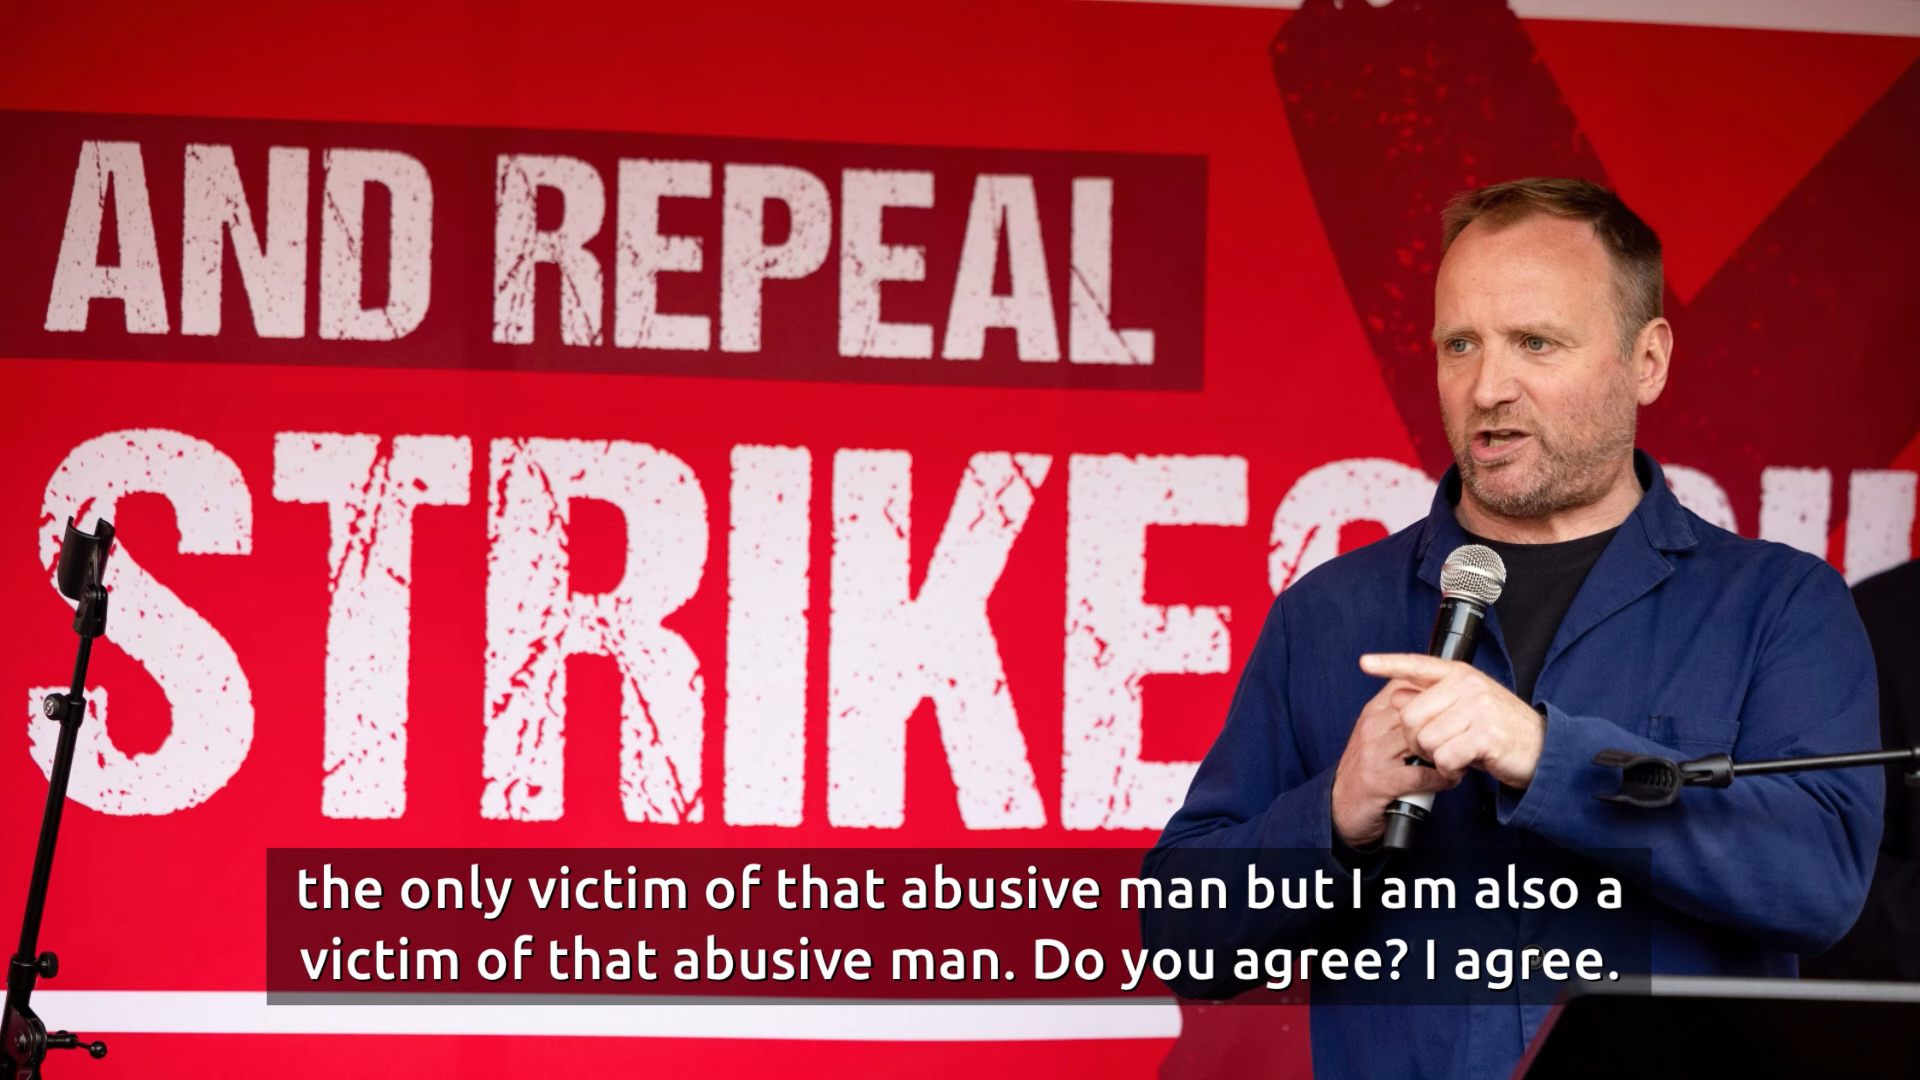 AND REPEAL
STRIKE
the only victim of that abusive man but I am also a
victim of that abusive man. Do you agree? I agree.